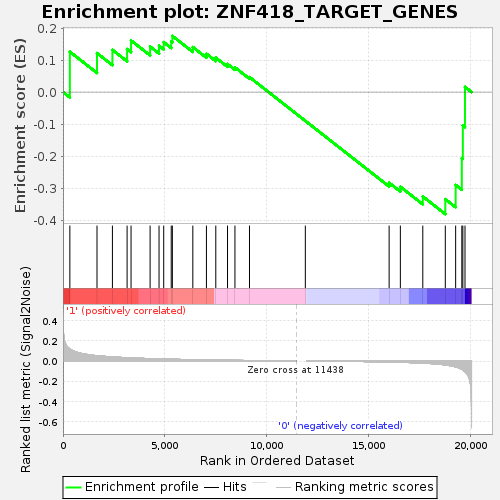 Enrichment plot: ZNF418_TARGET_GENES
Enrichment score (ES)
0.2
0.1
0.0
-0.1
-0.2
-0.3
-0.4
'1' (positively correlated)
Ranked list metric (Signal2Noise)
0.4
0.2
0.0
-0.2
-0.4
-0.6
Zero cross at 11438
'0' (negatively correlated)
0 5,000 10,000 15,000 20,000
Rank in Ordered Dataset
Enrichment profile Hits Ranking metric scores